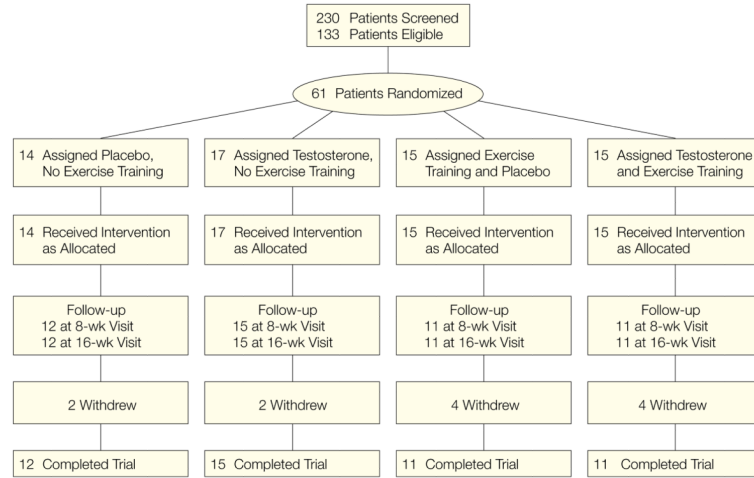 230 Patients Screened
133 Patients Eligible
61 Patients Randomized
14 Assigned Placebo,
No Exercise Training
17 Assigned Testosterone,
No Exercise Training
15 Assigned Exercise
Training and Placebo
15 Assigned Testosterone
and Exercise Training
14 Received Intervention
as Allocated
17 Received Intervention
as Allocated
15 Received Intervention
as Allocated
15 Received Intervention
as Allocated
Follow-up
12 at 8-wk Visit
12 at 16-wk Visit
Follow-up
15 at 8-wk Visit
15 at 16-wk Visit
Follow-up
11 at 8-wk Visit
11 at 16-wk Visit
Follow-up
11 at 8-wk Visit
11 at 16-wk Visit
2 Withdrew
2 Withdrew
4 Withdrew
4 Withdrew
12 Completed Trial
15 Completed Trial
11 Completed Trial
11 Completed Trial